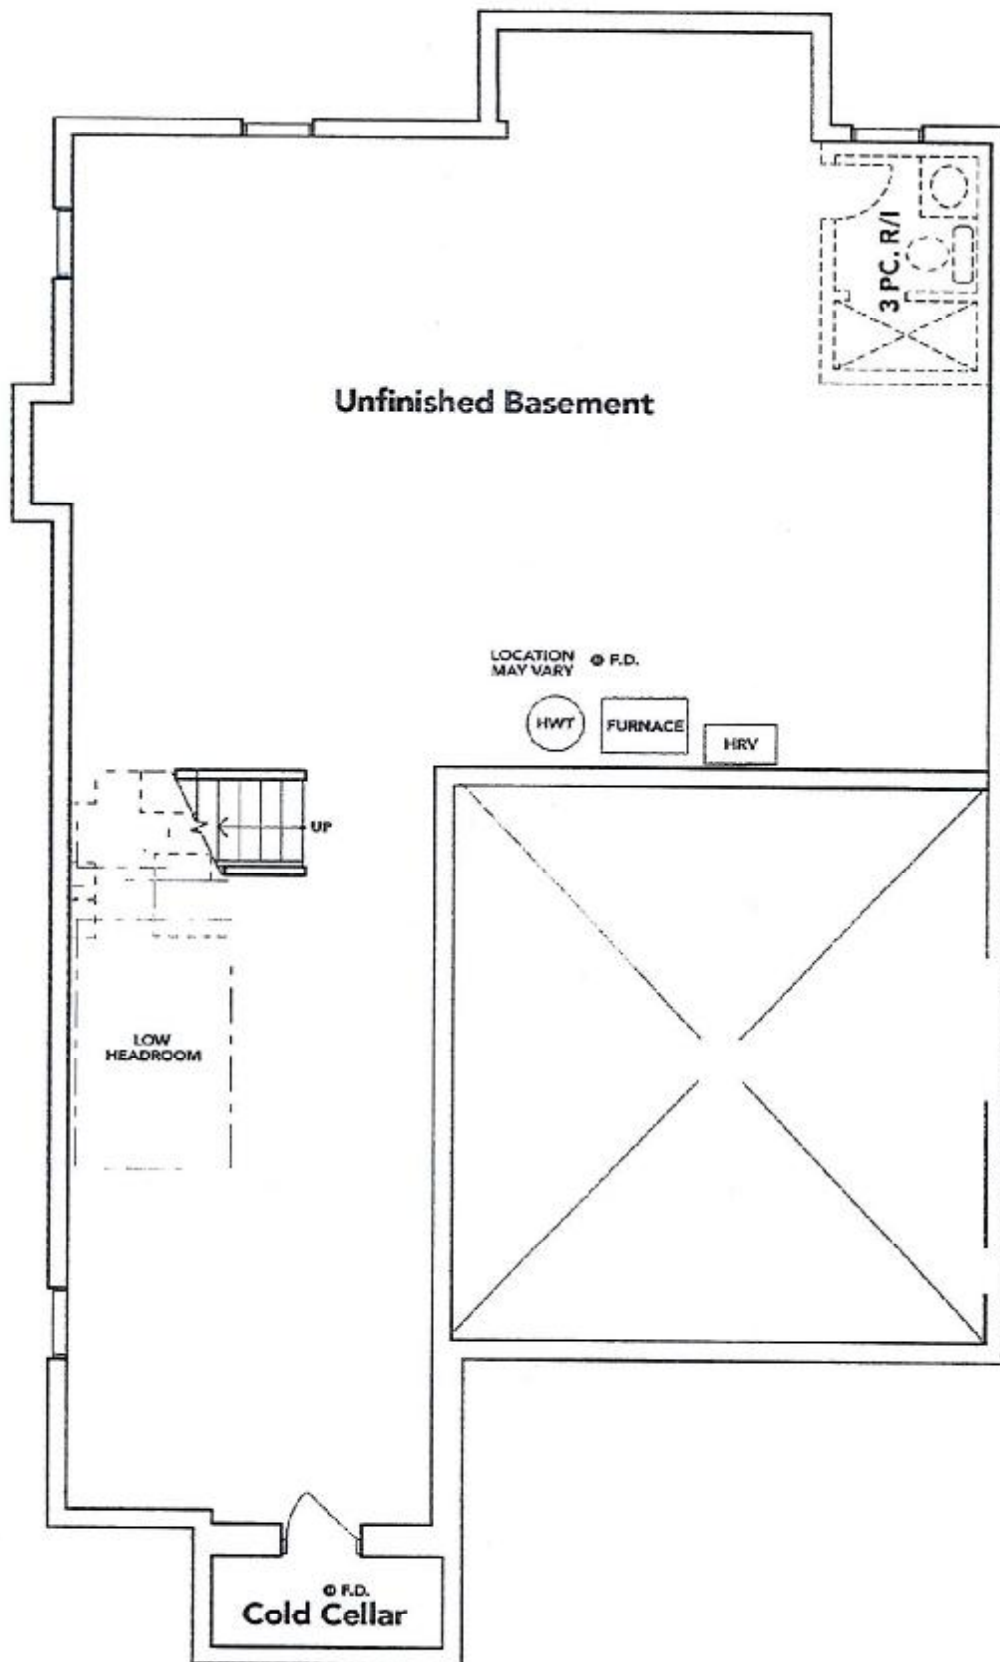 3 PC. R/I
Unfinished Basement
LOCATION
MAY VARY
F.D.
HWT
FURNACE
HRV
UP
LOW
HEADROOM
F.D.
Cold Cellar